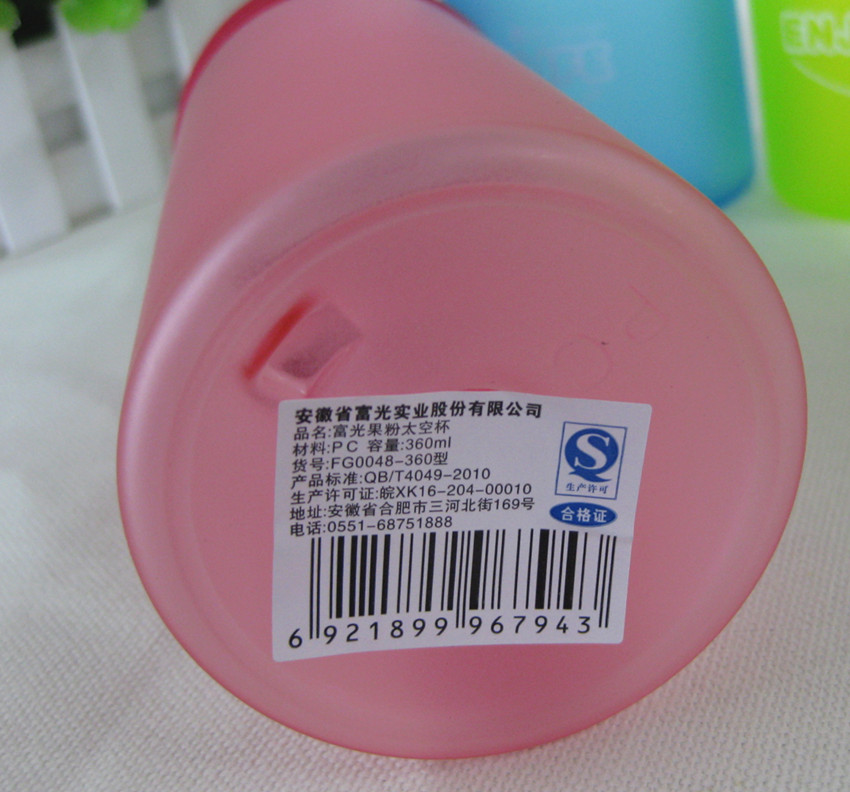 安徽省富光实业股份有限公司
品名:富光果粉太空杯
材料:PC 容量:360ml
货号:FG0048-360型
产品标准:QB/T4049-2010
生产许可证:皖XK16-204-00010
地址:安徽省合肥市三河北街169号
电话:0551-68751888
生产许可
合格证
6 921899 967943
PC
ENJ